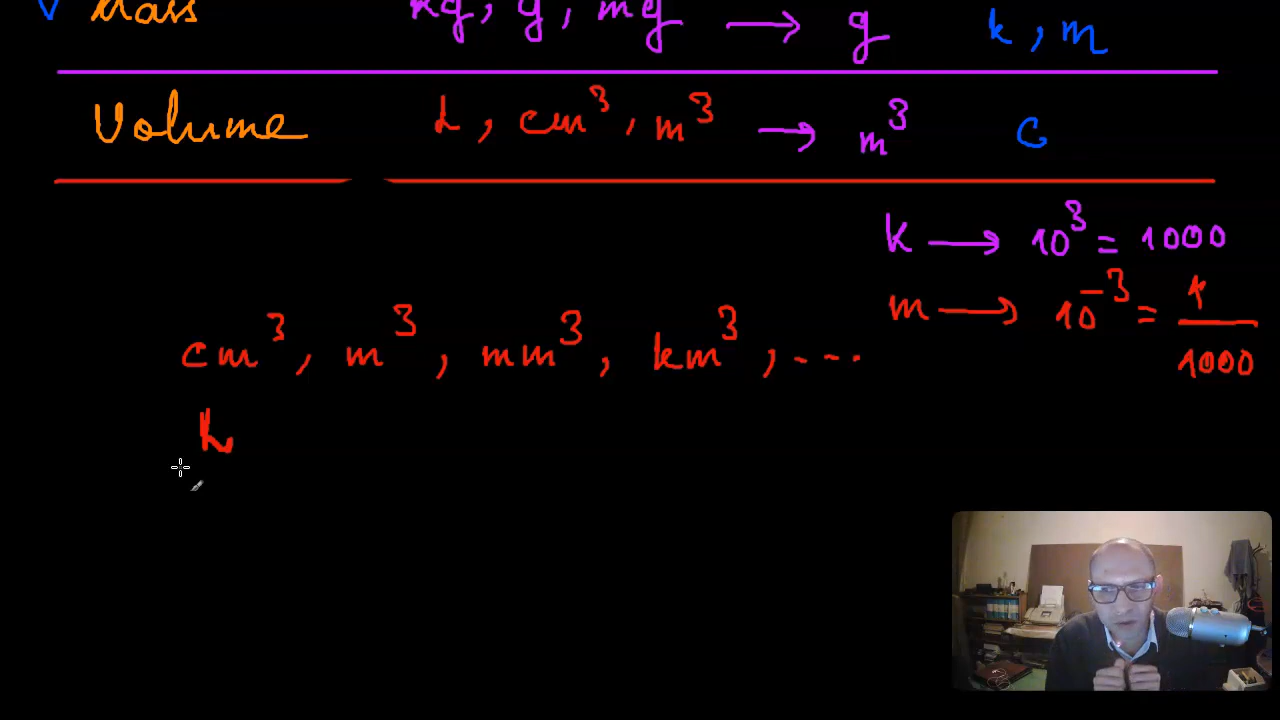 Mass kg, g, mg → g k, m
Volume L, cm³, m³ → m³ c
k → 10³ = 1000
m → 10⁻³ = 1/1000
cm³, m³, mm³, km³, ....
L